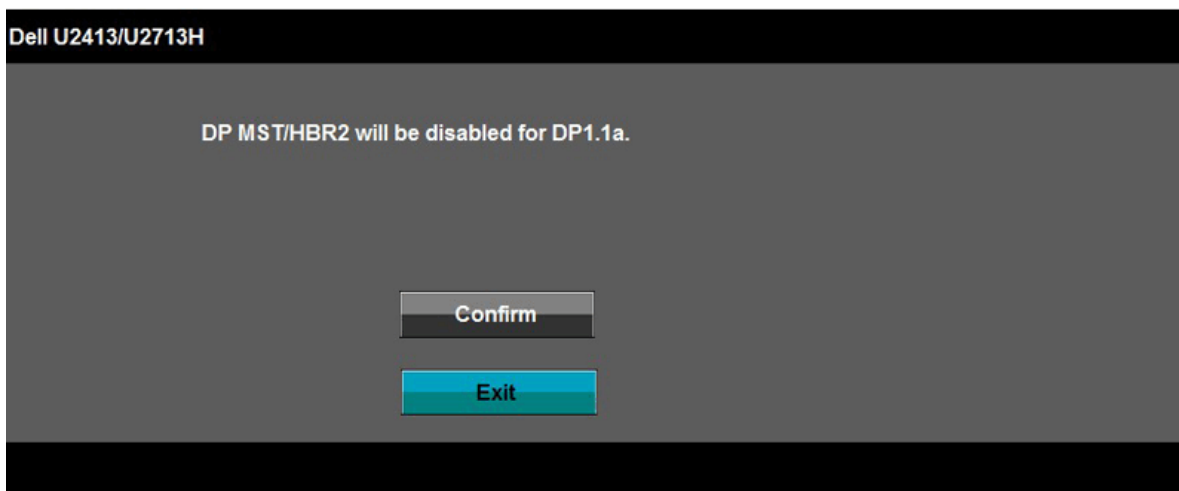 Dell U2413/U2713H
DP MST/HBR2 will be disabled for DP1.1a.
Confirm
Exit